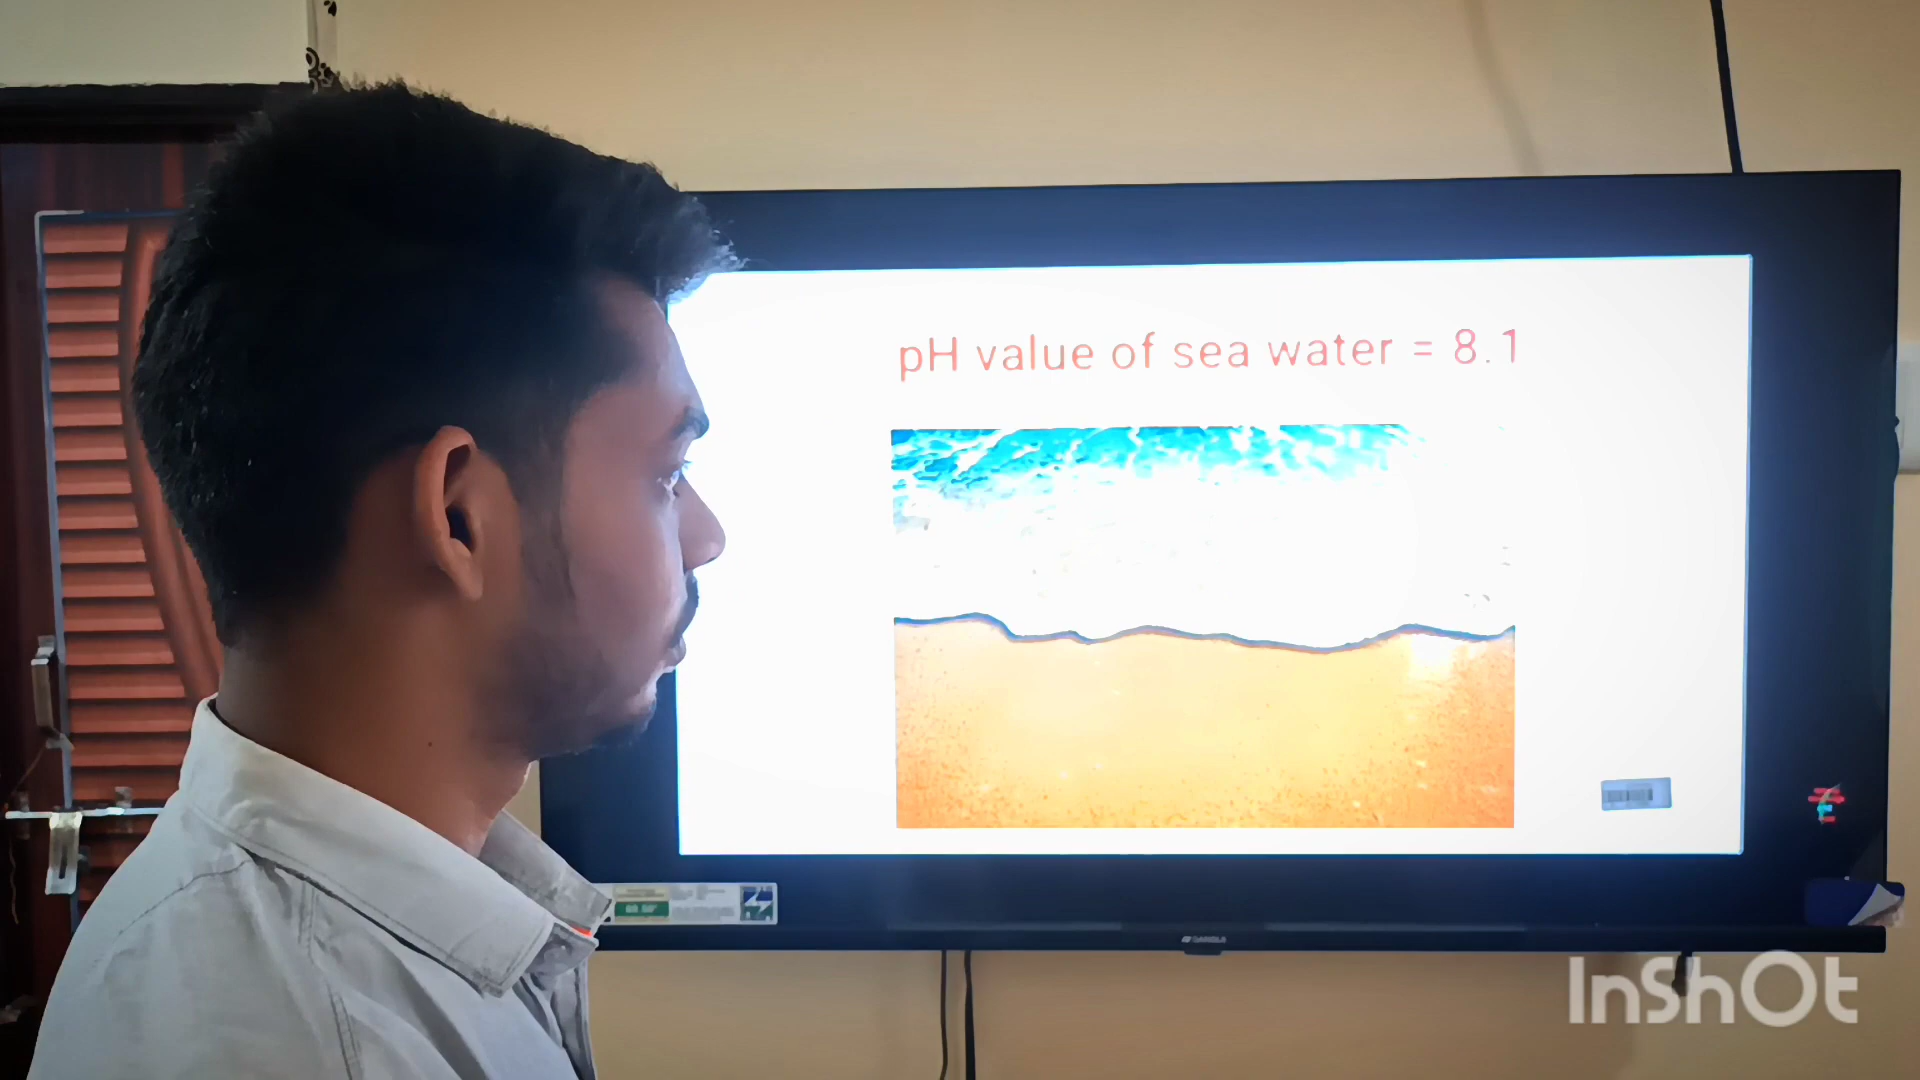 pH value of sea water = 8.1
InShOt